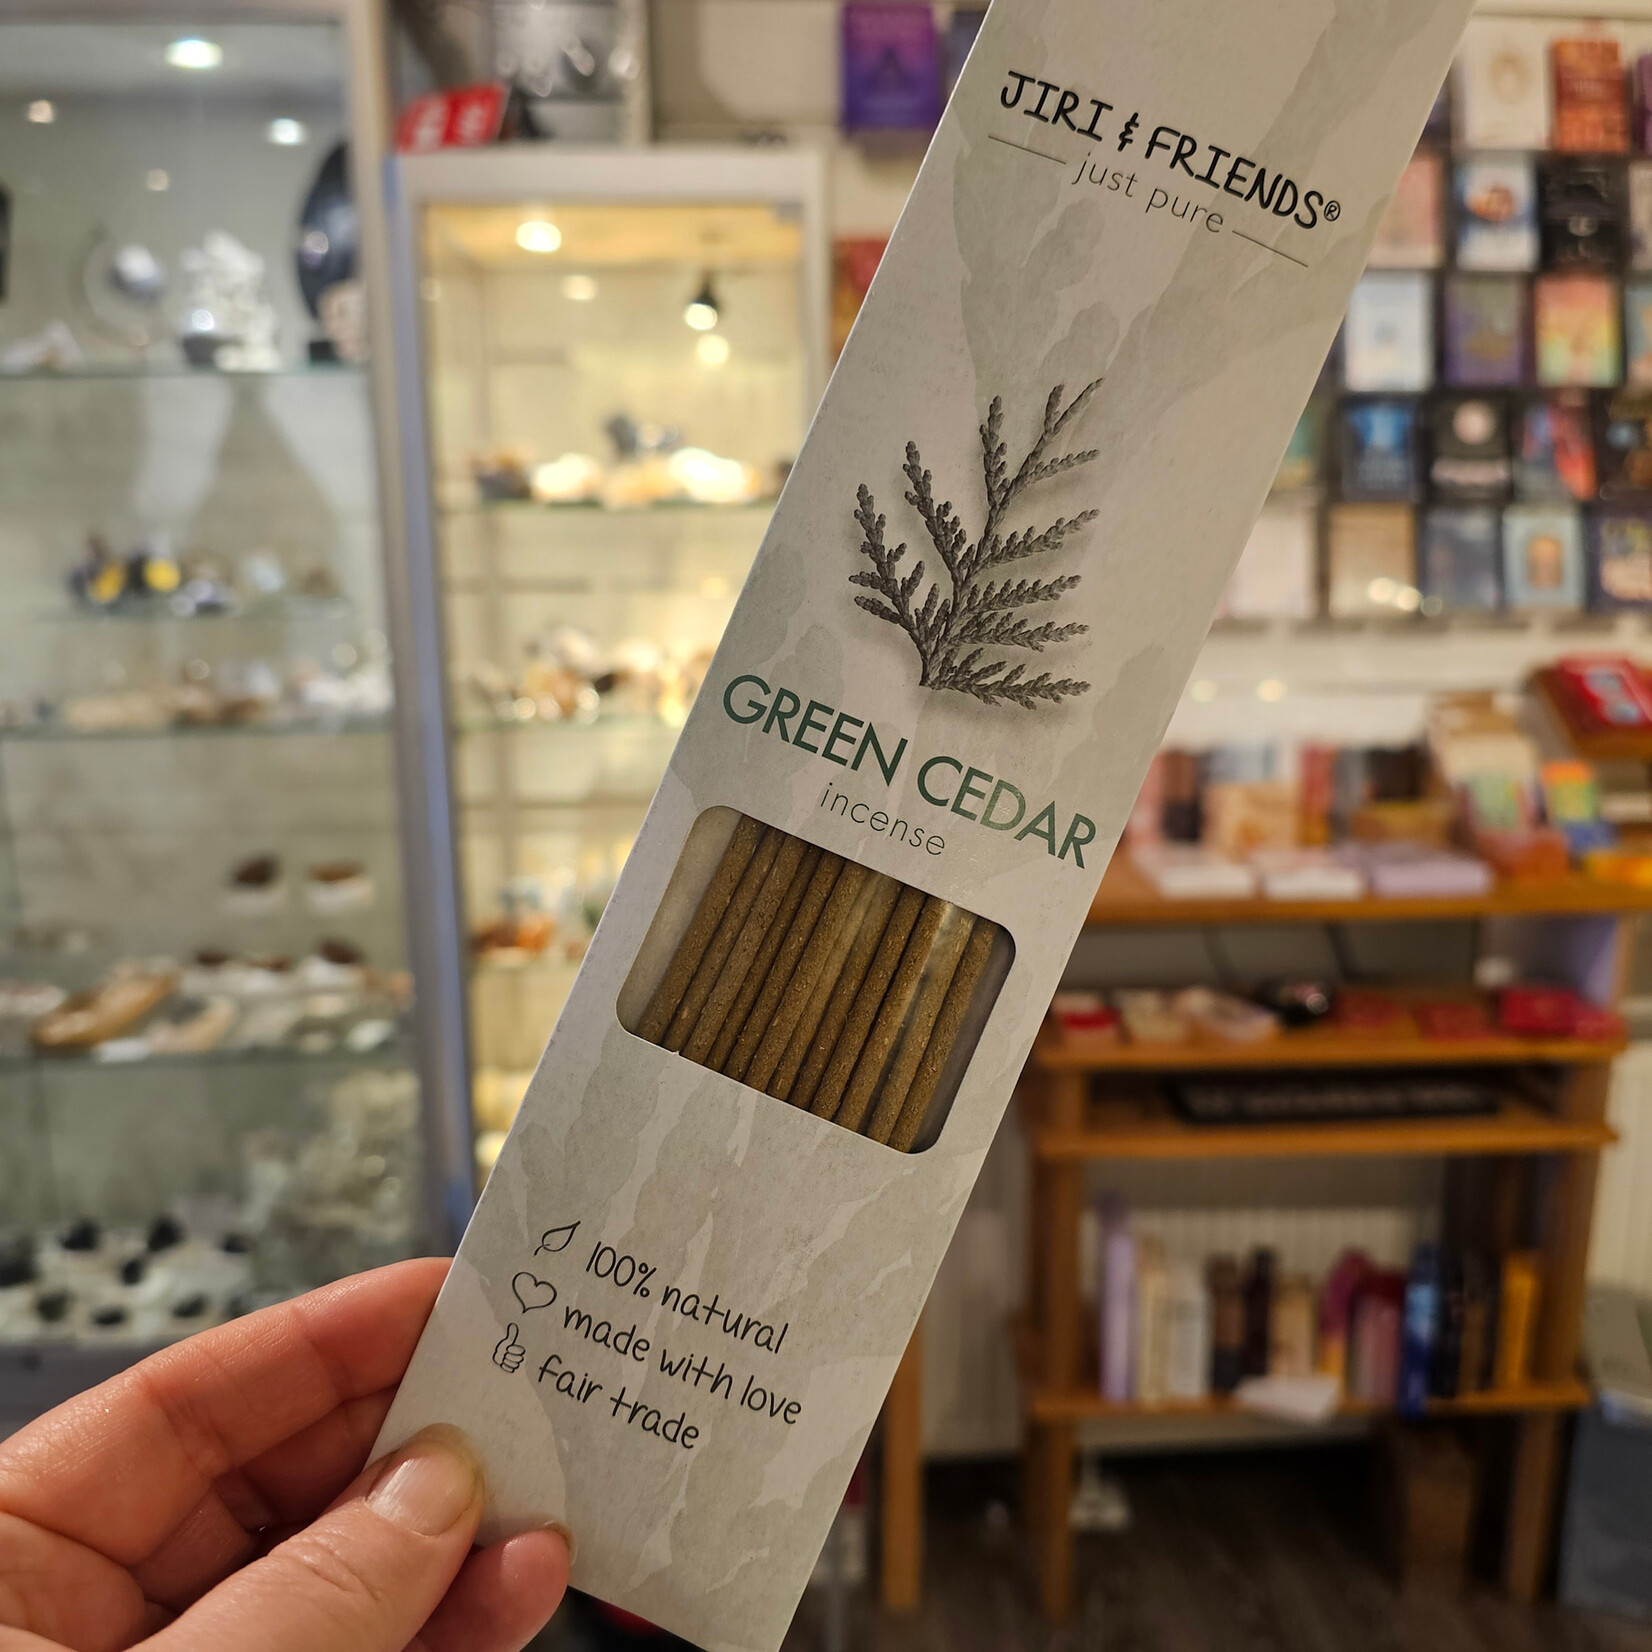 JIRI & FRIENDS®
just pure
GREEN CEDAR
incense
100% natural
made with love
fair trade